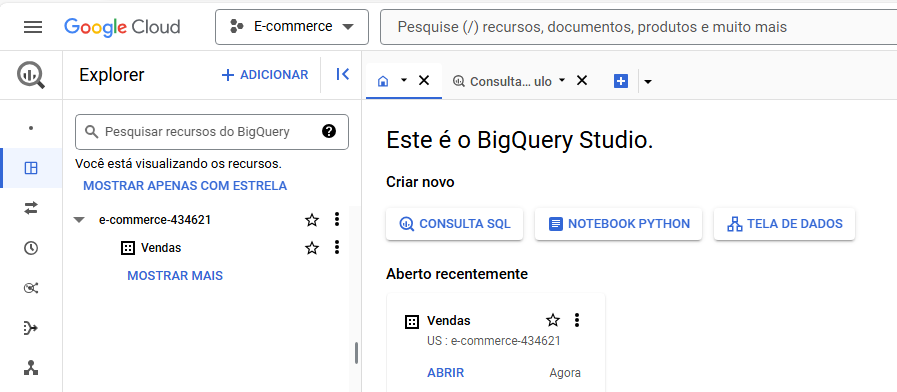 Google Cloud
E-commerce
Pesquise (/) recursos, documentos, produtos e muito mais
Explorer
+ ADICIONAR
Consulta... ulo
Pesquisar recursos do BigQuery
Você está visualizando os recursos.
MOSTRAR APENAS COM ESTRELA
e-commerce-434621
Vendas
MOSTRAR MAIS
Este é o BigQuery Studio.
Criar novo
CONSULTA SQL
NOTEBOOK PYTHON
TELA DE DADOS
Aberto recentemente
Vendas
US : e-commerce-434621
ABRIR
Agora